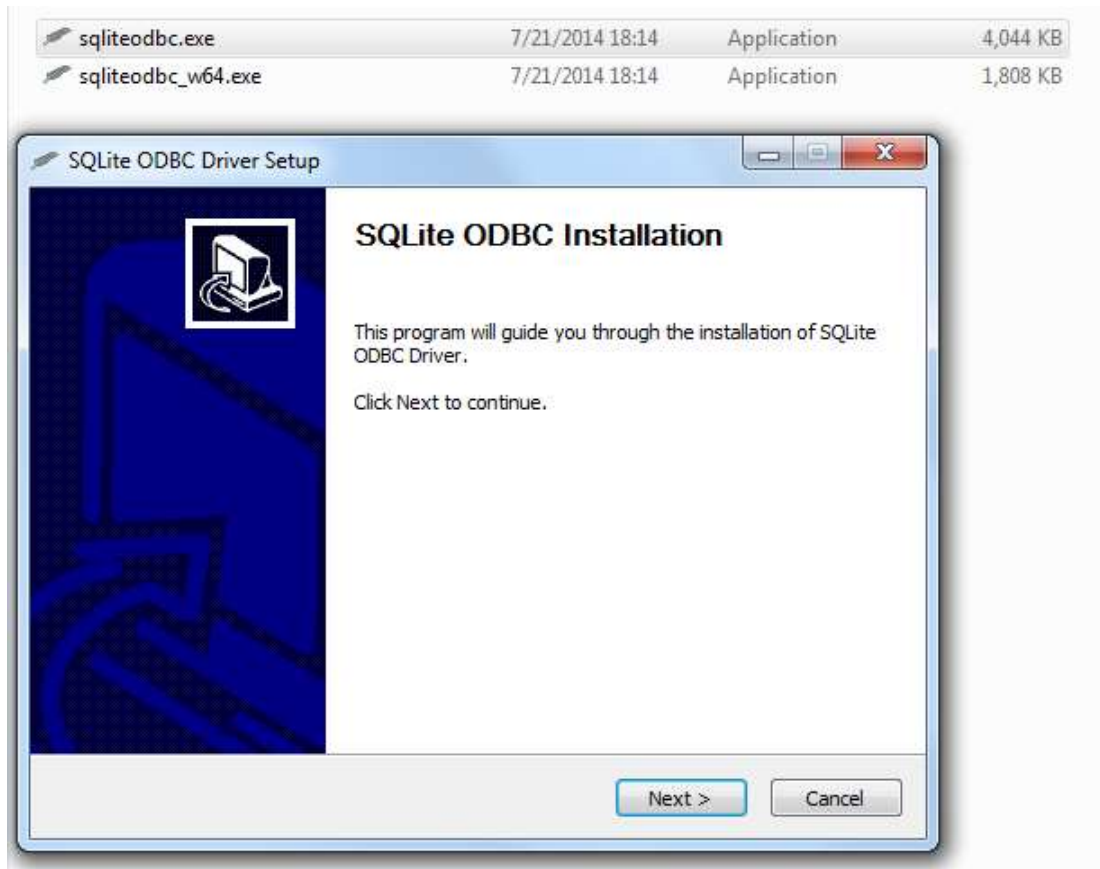 sqliteodbc.exe 7/21/2014 18:14 Application 4,044 KB
sqliteodbc_w64.exe 7/21/2014 18:14 Application 1,808 KB
SQLite ODBC Driver Setup
SQLite ODBC Installation
This program will guide you through the installation of SQLite
ODBC Driver.
Click Next to continue.
Next >
Cancel